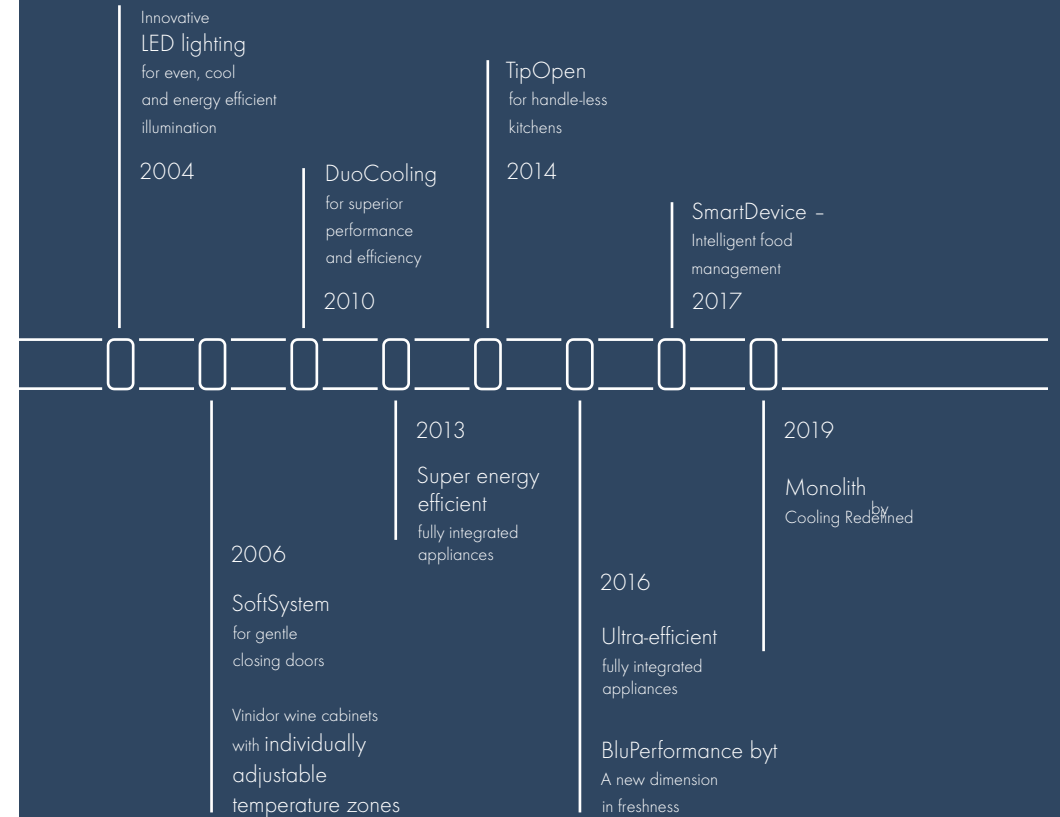 Innovative
LED lighting
for even, cool
and energy efficient
illumination
2004
DuoCooling
for superior
performance
and efficiency
2010
TipOpen
for handle-less
kitchens
2014
SmartDevice –
Intelligent food
management
2017
2006
SoftSystem
for gentle
closing doors
Vinidor wine cabinets
with individually
adjustable
temperature zones
2013
Super energy
efficient
fully integrated
appliances
2016
Ultra-efficient
fully integrated
appliances
BluPerformance byt
A new dimension
in freshness
2019
Monolith
by
Cooling Redefined